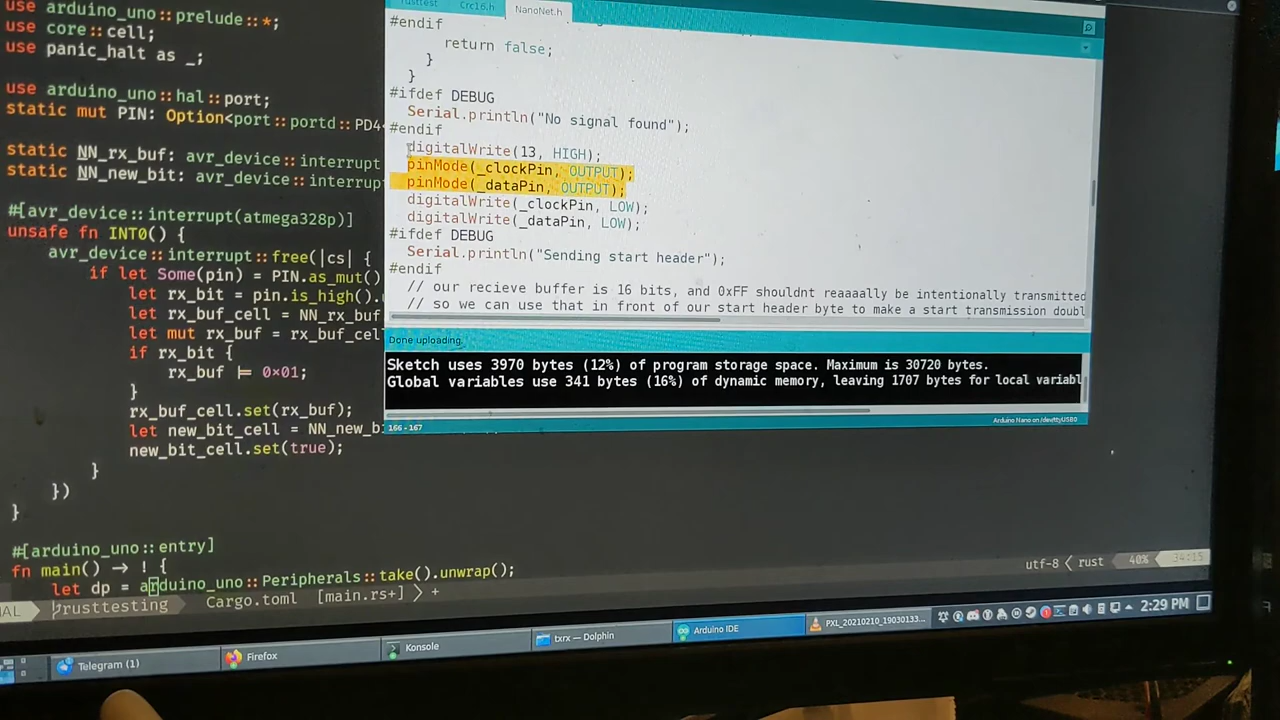 use arduino_uno::prelude::*;
use core::cell;
use panic_halt as _;
use arduino_uno::hal::port;
static mut PIN: Option<port::portd::PD4
static NN_rx_buf: avr_device::interrupt
static NN_new_bit: avr_device::interrupt
#[avr_device::interrupt(atmega328p)]
unsafe fn INT0() {
avr_device::interrupt::free(|cs| {
if let Some(pin) = PIN.as_mut()
let rx_bit = pin.is_high().
let rx_buf_cell = NN_rx_buf
let mut rx_buf = rx_buf_cel
if rx_bit {
rx_buf |= 0x01;
}
rx_buf_cell.set(rx_buf);
let new_bit_cell = NN_new_b
new_bit_cell.set(true);
}
})
}
#[arduino_uno::entry]
fn main() -> ! {
let dp = arduino_uno::Peripherals::take().unwrap();
rusttesting Cargo.toml [main.rs+] +
utf-8 rust 40% 34:15
Crc16.h NanoNet.h
#endif
return false;
}
}
#ifdef DEBUG
Serial.println("No signal found");
#endif
digitalWrite(13, HIGH);
pinMode(_clockPin, OUTPUT);
pinMode(_dataPin, OUTPUT);
digitalWrite(_clockPin, LOW);
digitalWrite(_dataPin, LOW);
#ifdef DEBUG
Serial.println("Sending start header");
#endif
// our recieve buffer is 16 bits, and 0xFF shouldnt reaaaally be intentionally transmitted
// so we can use that in front of our start header byte to make a start transmission doubl
Done uploading.
Sketch uses 3970 bytes (12%) of program storage space. Maximum is 30720 bytes.
Global variables use 341 bytes (16%) of dynamic memory, leaving 1707 bytes for local variabl
166 - 167
Arduino Nano on /dev/ttyUSB0
Telegram (1)
Firefox
Konsole
txrx — Dolphin
Arduino IDE
PXL_20210210_19030133...
2:29 PM